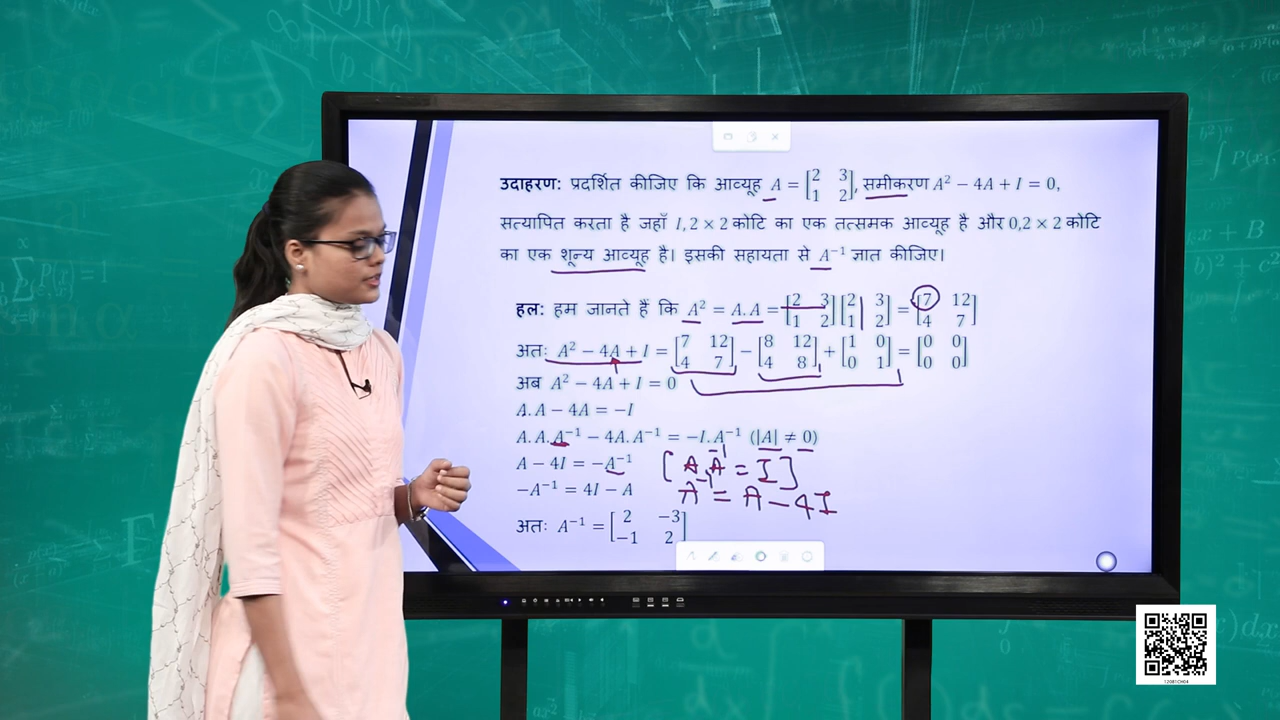 उदाहरण: प्रदर्शित कीजिए कि आव्यूह A = [2 3 1 2], समीकरण A² − 4A + I = 0,
सत्यापित करता है जहाँ I, 2 × 2 कोटि का एक तत्समक आव्यूह है और 0, 2 × 2 कोटि
का एक शून्य आव्यूह है। इसकी सहायता से A⁻¹ ज्ञात कीजिए।
हल: हम जानते हैं कि A² = A.A = [2 3 1 2][2 3 1 2] = [7 12 4 7]
अतः A² − 4A + I = [7 12 4 7] − [8 12 4 8] + [1 0 0 1] = [0 0 0 0]
अब A² − 4A + I = 0
A.A − 4A = −I
A.A.A⁻¹ − 4A.A⁻¹ = −I.A⁻¹ (|A| ≠ 0)
A − 4I = −A⁻¹ [A A⁻¹ = I]
−A⁻¹ = 4I − A A⁻¹ = A − 4I
अतः A⁻¹ = [2 −3 −1 2]
12081CH04